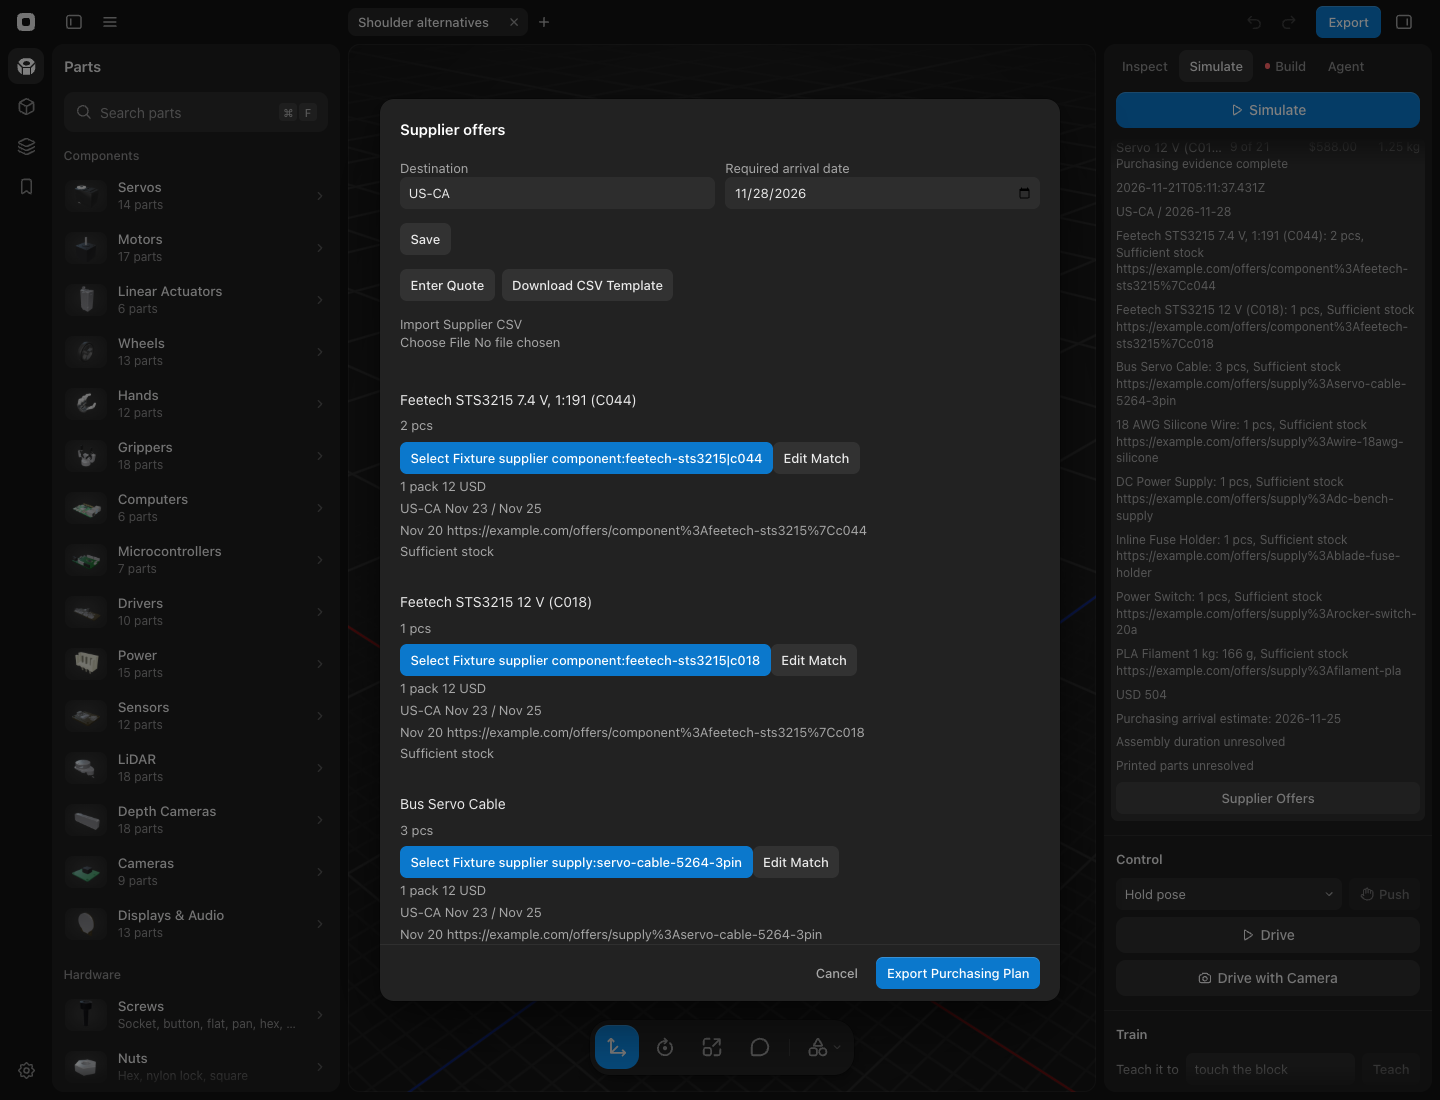 Shoulder alternatives
Export
Parts
Search parts
⌘ F
Components
Servos
14 parts
Motors
17 parts
Linear Actuators
6 parts
Wheels
13 parts
Hands
12 parts
Grippers
18 parts
Computers
6 parts
Microcontrollers
7 parts
Drivers
10 parts
Power
15 parts
Sensors
12 parts
LiDAR
18 parts
Depth Cameras
18 parts
Cameras
9 parts
Displays & Audio
13 parts
Hardware
Screws
Socket, button, flat, pan, hex, ...
Nuts
Hex, nylon lock, square
Supplier offers
Destination
US-CA
Required arrival date
11/28/2026
Save
Enter Quote
Download CSV Template
Import Supplier CSV
Choose File No file chosen
Feetech STS3215 7.4 V, 1:191 (C044)
2 pcs
Select Fixture supplier component:feetech-sts3215|c044
Edit Match
1 pack 12 USD
US-CA Nov 23 / Nov 25
Nov 20 https://example.com/offers/component%3Afeetech-sts3215%7Cc044
Sufficient stock
Feetech STS3215 12 V (C018)
1 pcs
Select Fixture supplier component:feetech-sts3215|c018
Edit Match
1 pack 12 USD
US-CA Nov 23 / Nov 25
Nov 20 https://example.com/offers/component%3Afeetech-sts3215%7Cc018
Sufficient stock
Bus Servo Cable
3 pcs
Select Fixture supplier supply:servo-cable-5264-3pin
Edit Match
1 pack 12 USD
US-CA Nov 23 / Nov 25
Nov 20 https://example.com/offers/supply%3Aservo-cable-5264-3pin
Cancel
Export Purchasing Plan
Inspect
Simulate
Build
Agent
Simulate
Servo 12 V (C01... 9 of 21 $588.00 1.25 kg
Purchasing evidence complete
2026-11-21T05:11:37.431Z
US-CA / 2026-11-28
Feetech STS3215 7.4 V, 1:191 (C044): 2 pcs,
Sufficient stock
https://example.com/offers/component%3Afeetech-
sts3215%7Cc044
Feetech STS3215 12 V (C018): 1 pcs, Sufficient stock
https://example.com/offers/component%3Afeetech-
sts3215%7Cc018
Bus Servo Cable: 3 pcs, Sufficient stock
https://example.com/offers/supply%3Aservo-cable-
5264-3pin
18 AWG Silicone Wire: 1 pcs, Sufficient stock
https://example.com/offers/supply%3Awire-18awg-
silicone
DC Power Supply: 1 pcs, Sufficient stock
https://example.com/offers/supply%3Adc-bench-
supply
Inline Fuse Holder: 1 pcs, Sufficient stock
https://example.com/offers/supply%3Ablade-fuse-
holder
Power Switch: 1 pcs, Sufficient stock
https://example.com/offers/supply%3Arocker-switch-
20a
PLA Filament 1 kg: 166 g, Sufficient stock
https://example.com/offers/supply%3Afilament-pla
USD 504
Purchasing arrival estimate: 2026-11-25
Assembly duration unresolved
Printed parts unresolved
Supplier Offers
Control
Hold pose
Push
Drive
Drive with Camera
Train
Teach it to
touch the block
Teach